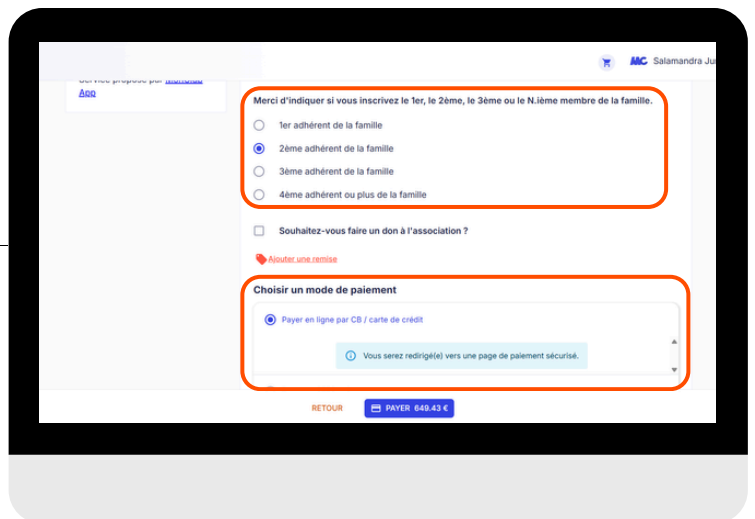 MC Salamandra Ju
App
Merci d'indiquer si vous inscrivez le 1er, le 2ème, le 3ème ou le N.ième membre de la famille.
1er adhérent de la famille
2ème adhérent de la famille
3ème adhérent de la famille
4ème adhérent ou plus de la famille
Souhaitez-vous faire un don à l'association ?
Ajouter une remise
Choisir un mode de paiement
Payer en ligne par CB / carte de crédit
Vous serez redirigé(e) vers une page de paiement sécurisé.
RETOUR
PAYER 649.43 €